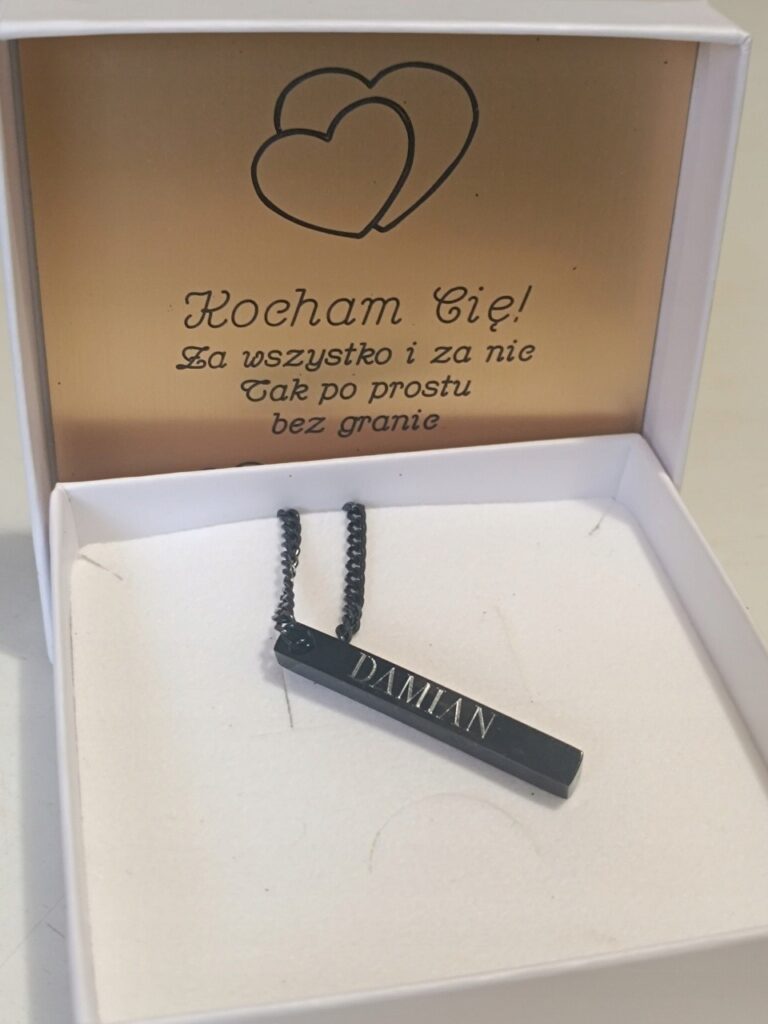 Kocham Cię!
Za wszystko i za nic
Tak po prostu
bez granic
DAMIAN